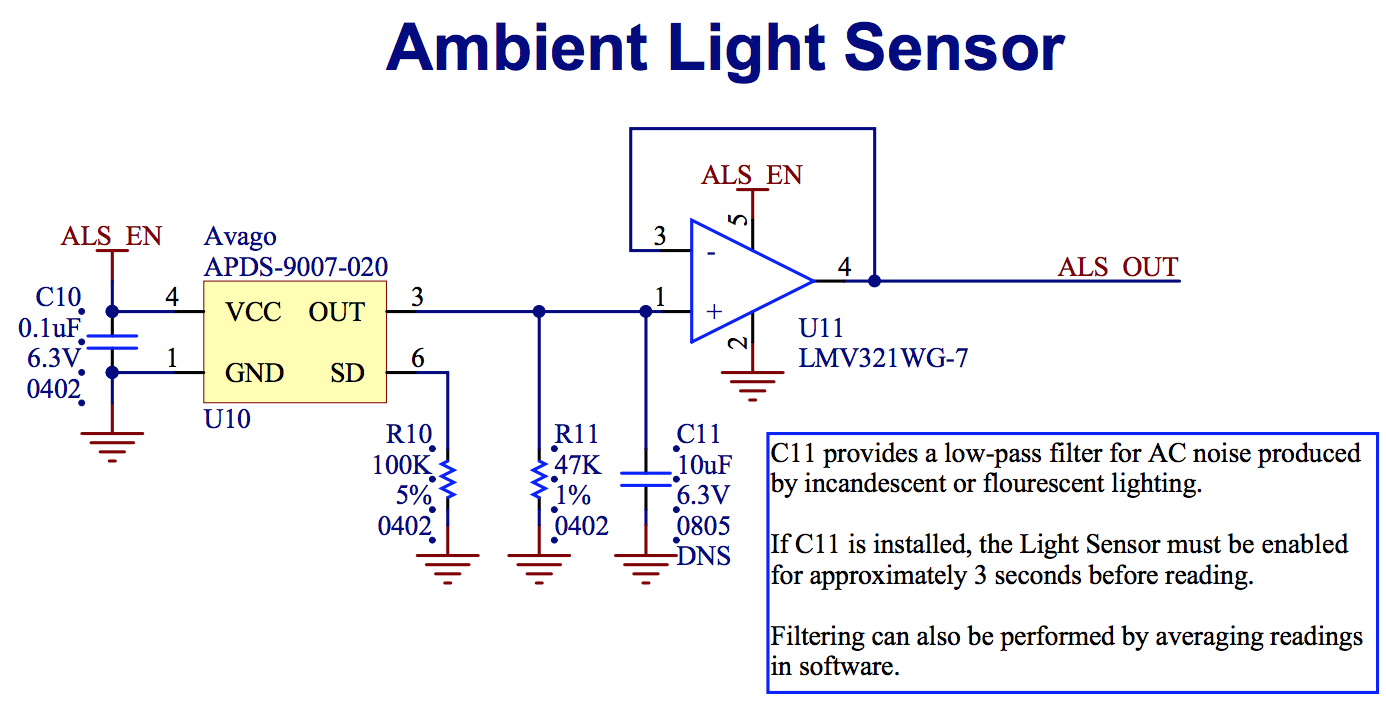 Ambient Light Sensor
ALS_EN
C10
0.1uF
6.3V
0402
Avago
APDS-9007-020
4
1
VCC
OUT
GND
SD
U10
3
6
R10
100K
5%
0402
R11
47K
1%
0402
C11
10uF
6.3V
0805
DNS
ALS_EN
5
3
-
1
+
4
2
U11
LMV321WG-7
ALS_OUT
C11 provides a low-pass filter for AC noise produced
by incandescent or flourescent lighting.
If C11 is installed, the Light Sensor must be enabled
for approximately 3 seconds before reading.
Filtering can also be performed by averaging readings
in software.